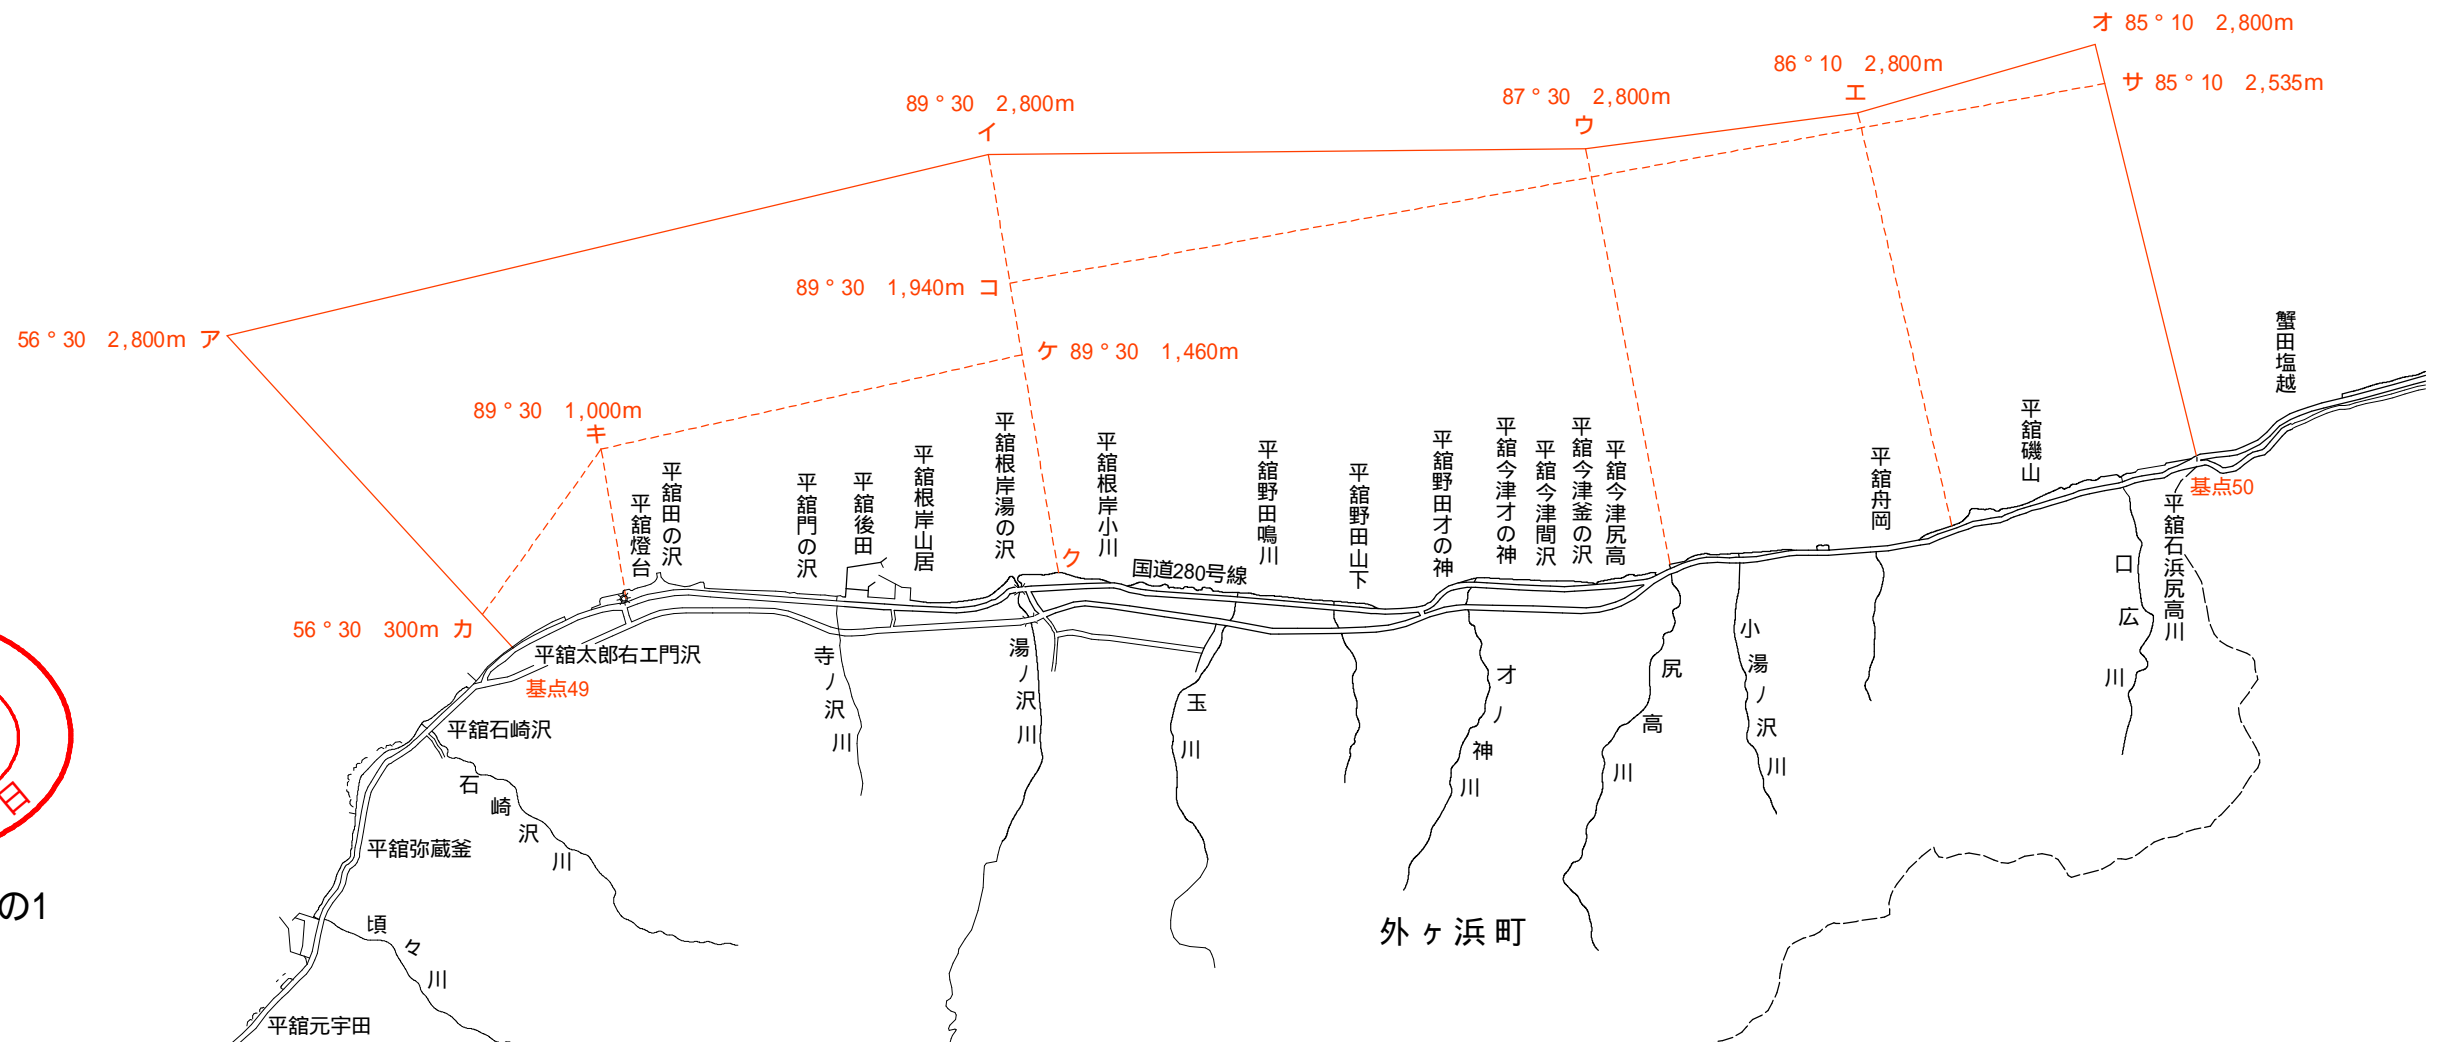 オ 85°10 2,800m
サ 85°10 2,535m
86°10 2,800m
エ
87°30 2,800m
ウ
89°30 2,800m
イ
89°30 1,940m コ
56°30 2,800m ア
ケ 89°30 1,460m
89°30 1,000m
キ
56°30 300m カ
ク
蟹田塩越
平舘磯山
基点50
平舘石浜尻高川
平舘舟岡
平舘今津尻高
平舘今津釜の沢
平舘今津間沢
平舘今津才の神
平舘野田才の神
平舘野田山下
平舘野田鳴川
国道280号線
平舘根岸小川
平舘根岸湯の沢
平舘根岸山居
平舘後田
平舘門の沢
平舘田の沢
平舘燈台
平舘太郎右エ門沢
基点49
平舘石崎沢
平舘弥蔵釜
平舘元宇田
口広川
小湯ノ沢川
尻高川
オノ神川
玉川
湯ノ沢川
寺ノ沢川
石崎沢川
頃々川
外ヶ浜町
の1